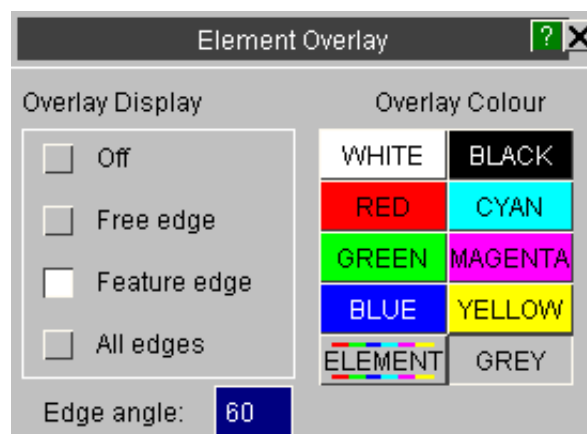 Element Overlay ?
Overlay Display
Off
Free edge
Feature edge
All edges
Edge angle: 60
Overlay Colour
WHITE BLACK
RED CYAN
GREEN MAGENTA
BLUE YELLOW
ELEMENT GREY